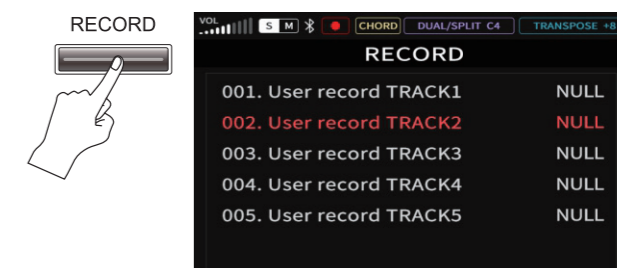 RECORD
VOL S M CHORD DUAL/SPLIT C4 TRANSPOSE +8
RECORD
001. User record TRACK1 NULL
002. User record TRACK2 NULL
003. User record TRACK3 NULL
004. User record TRACK4 NULL
005. User record TRACK5 NULL